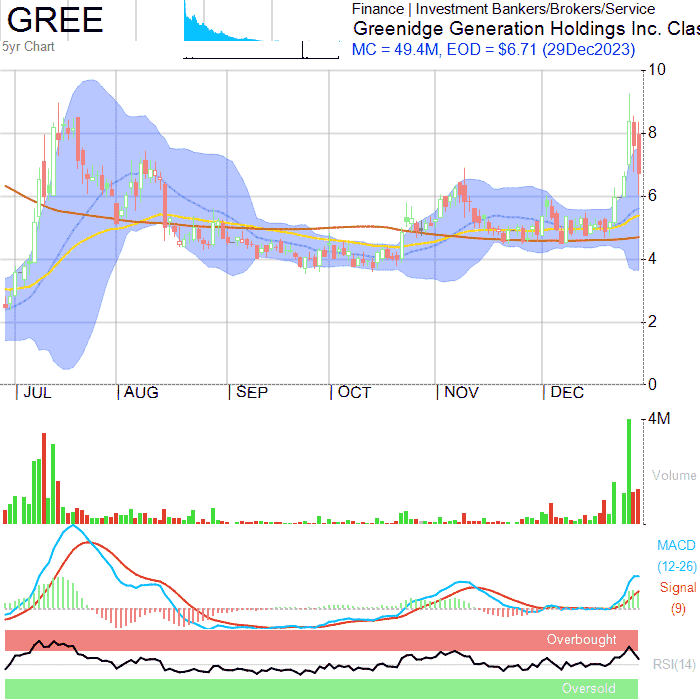 GREE
5yr Chart
Finance | Investment Bankers/Brokers/Service
Greenidge Generation Holdings Inc. Clas
MC = 49.4M, EOD = $6.71 (29Dec2023)
10
8
6
4
2
0
JUL AUG SEP OCT NOV DEC
4M
Volume
MACD
(12-26)
Signal
(9)
Overbought
RSI(14)
Oversold